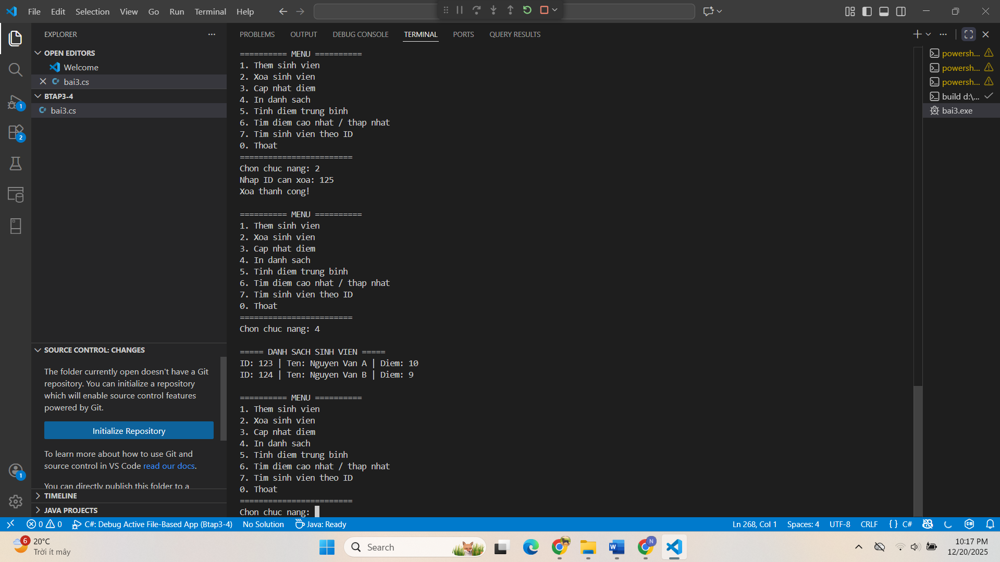 File Edit Selection View Go Run Terminal Help
EXPLORER
OPEN EDITORS
Welcome
bai3.cs
BTAP3-4
bai3.cs
1
2
SOURCE CONTROL: CHANGES
The folder currently open doesn't have a Git
repository. You can initialize a repository
which will enable source control features
powered by Git.
Initialize Repository
To learn more about how to use Git and
source control in VS Code read our docs.
You can directly publish this folder to a
1
TIMELINE
JAVA PROJECTS
PROBLEMS OUTPUT DEBUG CONSOLE TERMINAL PORTS QUERY RESULTS
========== MENU ==========
1. Them sinh vien
2. Xoa sinh vien
3. Cap nhat diem
4. In danh sach
5. Tinh diem trung binh
6. Tim diem cao nhat / thap nhat
7. Tim sinh vien theo ID
0. Thoat
========================
Chon chuc nang: 2
Nhap ID can xoa: 125
Xoa thanh cong!
========== MENU ==========
1. Them sinh vien
2. Xoa sinh vien
3. Cap nhat diem
4. In danh sach
5. Tinh diem trung binh
6. Tim diem cao nhat / thap nhat
7. Tim sinh vien theo ID
0. Thoat
========================
Chon chuc nang: 4
===== DANH SACH SINH VIEN =====
ID: 123 | Ten: Nguyen Van A | Diem: 10
ID: 124 | Ten: Nguyen Van B | Diem: 9
========== MENU ==========
1. Them sinh vien
2. Xoa sinh vien
3. Cap nhat diem
4. In danh sach
5. Tinh diem trung binh
6. Tim diem cao nhat / thap nhat
7. Tim sinh vien theo ID
0. Thoat
========================
Chon chuc nang:
powersh...
powersh...
powersh...
build d:\...
bai3.exe
0 0 C#: Debug Active File-Based App (Btap3-4) No Solution Java: Ready Ln 268, Col 1 Spaces: 4 UTF-8 CRLF { } C#
6
20°C
Trời ít mây
Search
N
10:17 PM
12/20/2025